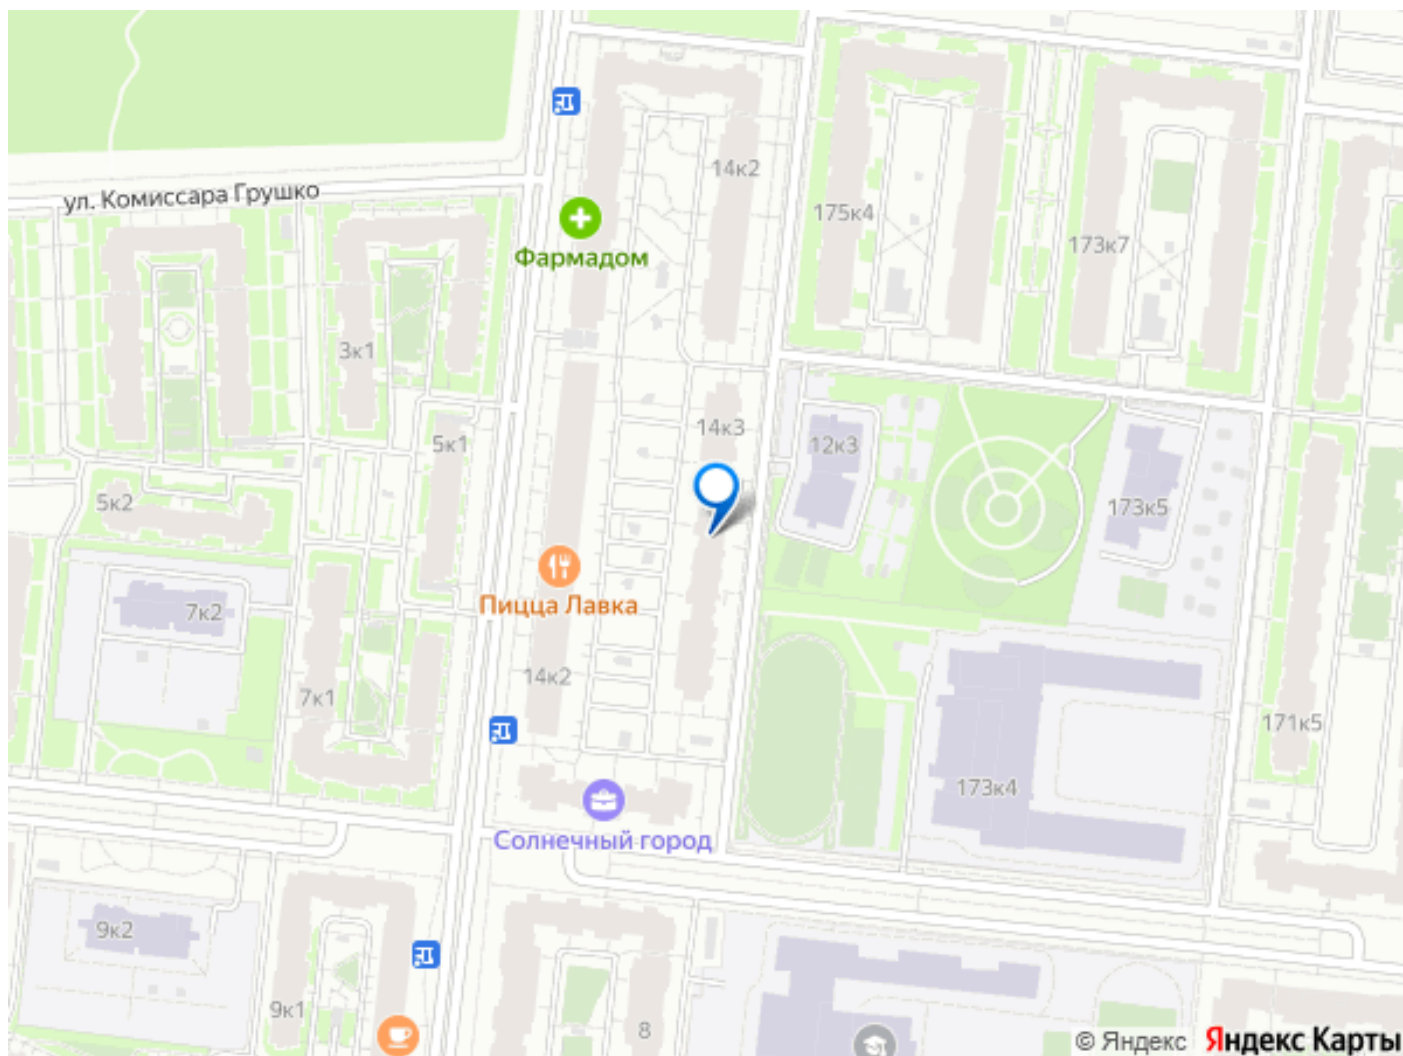 14к2
ул. Комиссара Грушко
175к4
173к7
Фармадом
3к1
14к3
5к1
12к3
5к2
173к5
Пицца Лавка
7к2
14к2
7к1
171к5
173к4
Солнечный город
9к2
9к1
8
© Яндекс Яндекс Карты